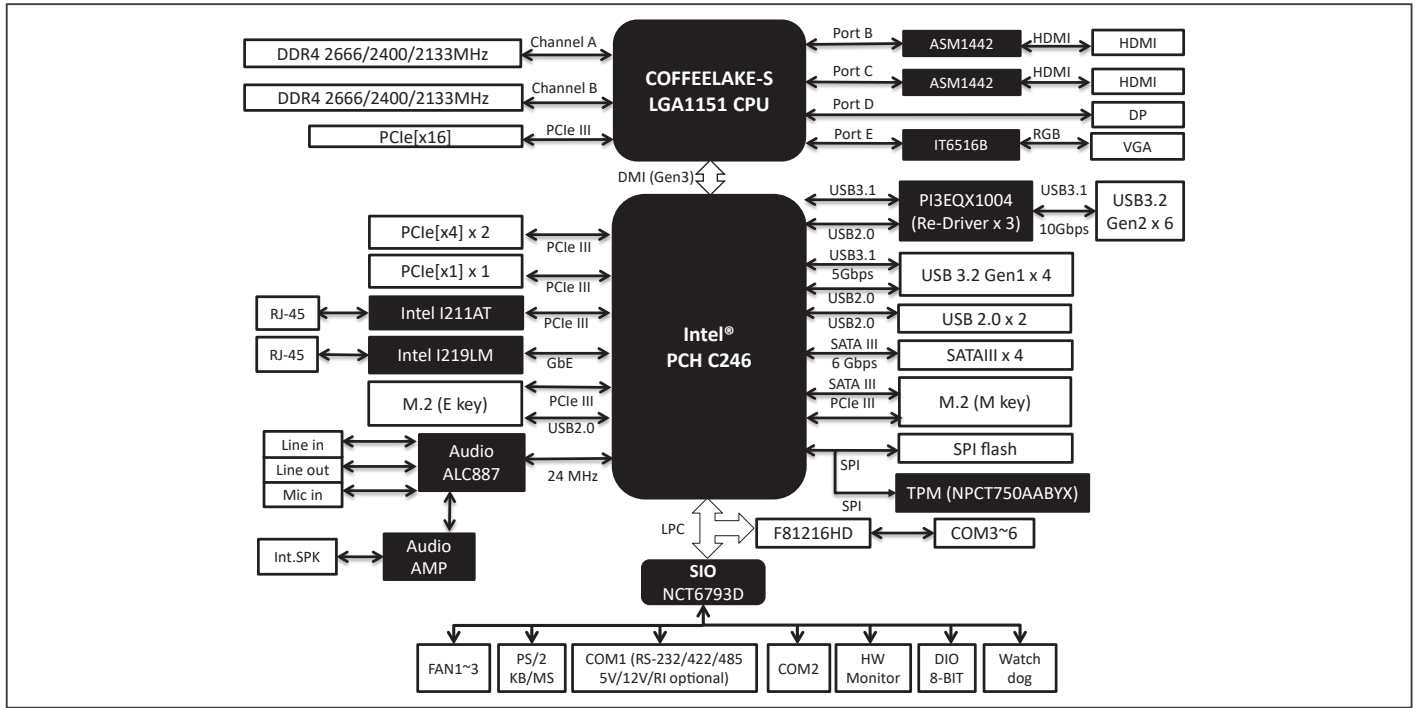 DDR4 2666/2400/2133MHz
Channel A
DDR4 2666/2400/2133MHz
Channel B
PCIe[x16]
PCIe III
COFFEELAKE-S
LGA1151 CPU
Port B
ASM1442
HDMI
HDMI
Port C
ASM1442
HDMI
HDMI
Port D
DP
Port E
IT6516B
RGB
VGA
DMI (Gen3)
PCIe[x4] x 2
PCIe III
PCIe[x1] x 1
PCIe III
RJ-45
Intel I211AT
PCIe III
RJ-45
Intel I219LM
GbE
M.2 (E key)
PCIe III
USB2.0
Line in
Line out
Mic in
Audio
ALC887
24 MHz
Int.SPK
Audio
AMP
Intel®
PCH C246
USB3.1
USB2.0
PI3EQX1004
(Re-Driver x 3)
USB3.1
10Gbps
USB3.2
Gen2 x 6
USB3.1
5Gbps
USB2.0
USB 3.2 Gen1 x 4
USB2.0
USB 2.0 x 2
SATA III
6 Gbps
SATAIII x 4
SATA III
PCIe III
M.2 (M key)
SPI
SPI flash
SPI
TPM (NPCT750AABYX)
LPC
F81216HD
COM3~6
SIO
NCT6793D
FAN1~3
PS/2
KB/MS
COM1 (RS-232/422/485
5V/12V/RI optional)
COM2
HW
Monitor
DIO
8-BIT
Watch
dog